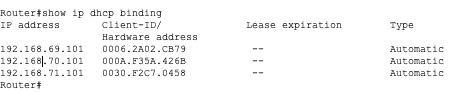 Router#show ip dhcp binding
IP address Client-ID/ Lease expiration Type
Hardware address
192.168.69.101 0006.2A02.CB79 -- Automatic
192.168.70.101 000A.F35A.426B -- Automatic
192.168.71.101 0030.F2C7.0458 -- Automatic
Router#